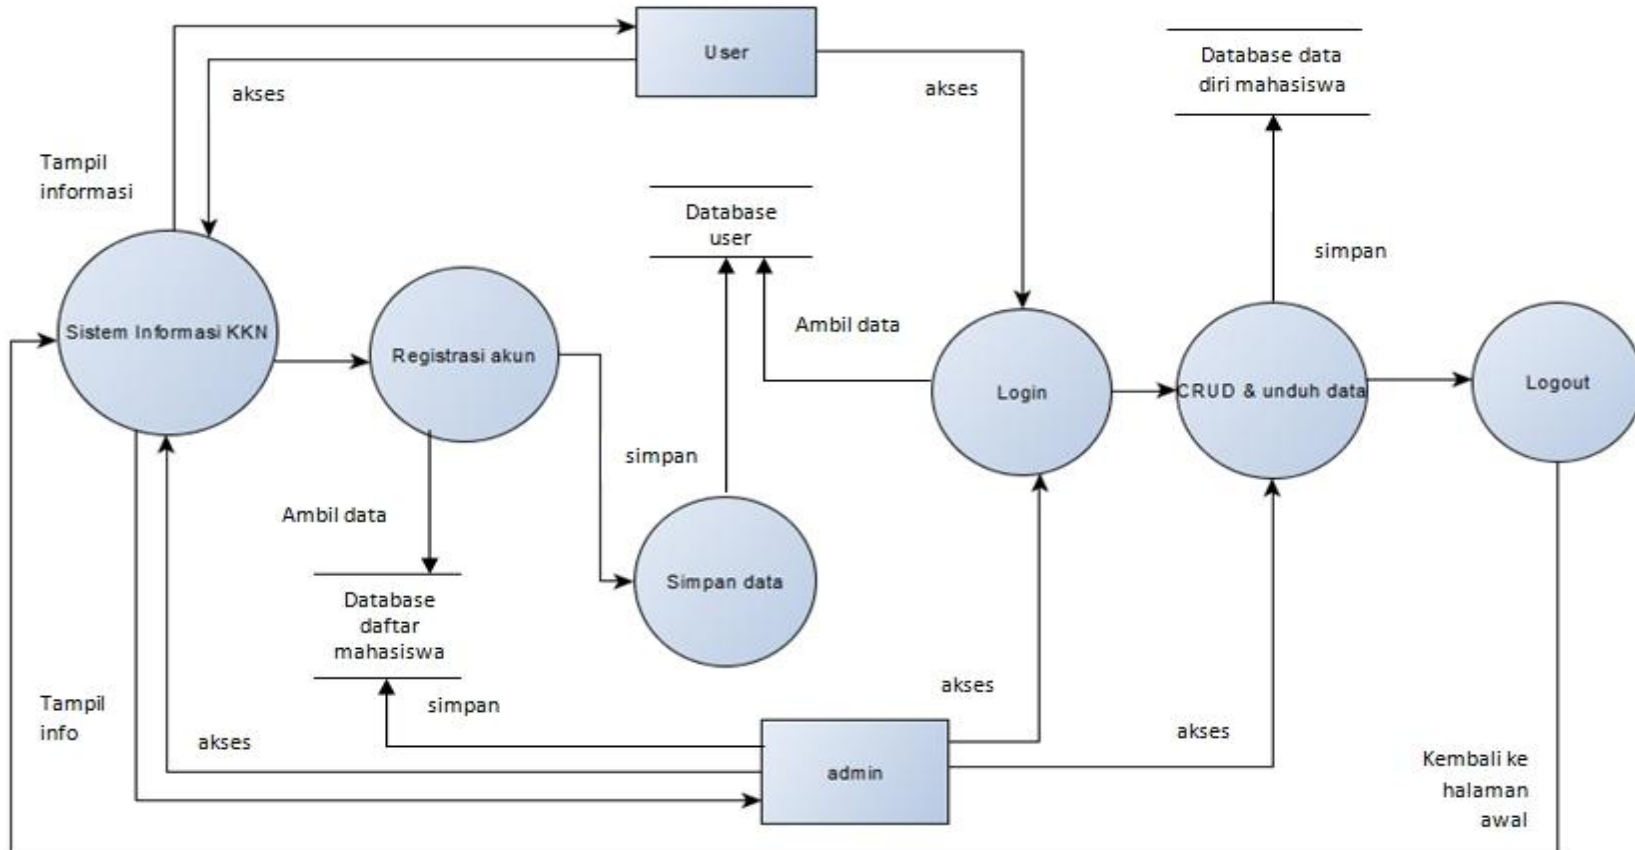 User
akses
akses
Database data
diri mahasiswa
Tampil
informasi
Database
user
simpan
Sistem Informasi KKN
Registrasi akun
Ambil data
Login
CRUD & unduh data
Logout
simpan
Ambil data
Simpan data
Database
daftar
mahasiswa
Tampil
info
akses
simpan
akses
akses
admin
Kembali ke
halaman
awal